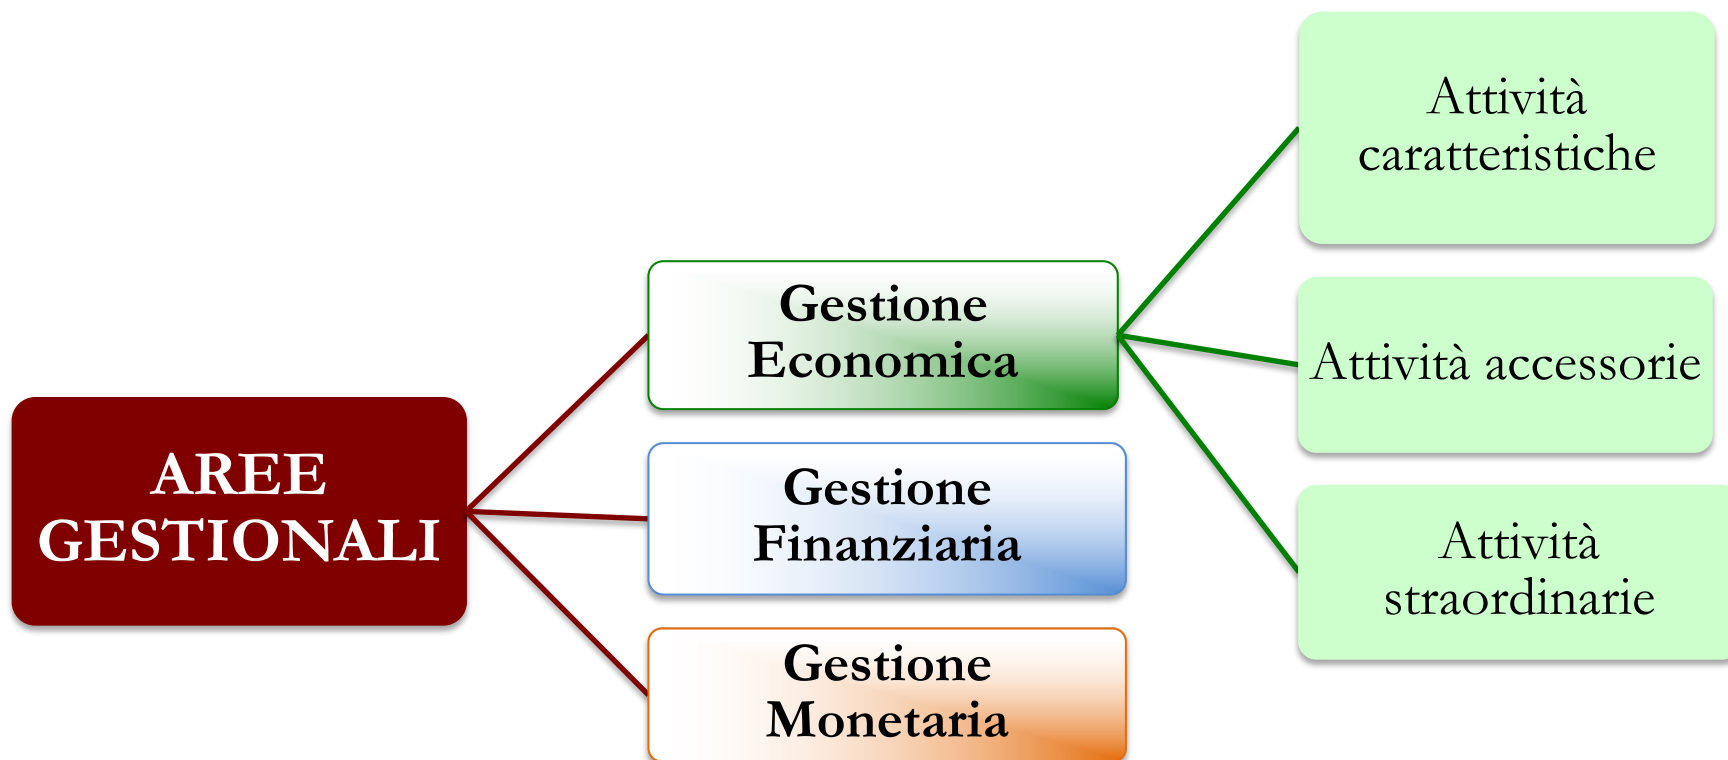 AREE
GESTIONALI
Gestione
Economica
Gestione
Finanziaria
Gestione
Monetaria
Attività
caratteristiche
Attività accessorie
Attività
straordinarie